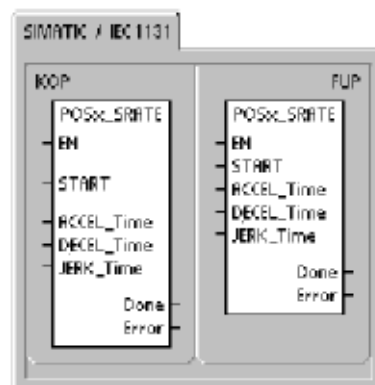 SIMATIC / IEC 1131
KOP
POSx_SRATE
EN
START
ACCEL_Time
DECEL_Time
JERK_Time
Done
Error
FUP
POSx_SRATE
EN
START
ACCEL_Time
DECEL_Time
JERK_Time
Done
Error